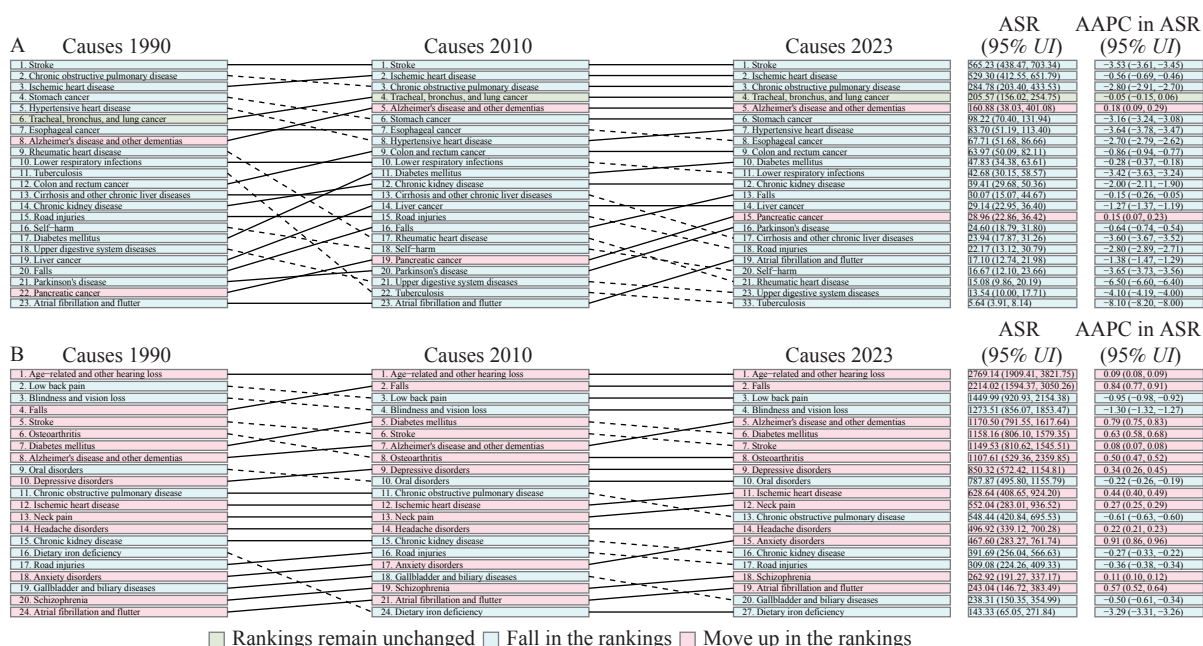 ASR AAPC in ASR
A Causes 1990 Causes 2010 Causes 2023 (95% UI) (95% UI)
1. Stroke 1. Stroke 1. Stroke 565.23 (438.47, 703.34) −3.53 (−3.61, −3.45)
2. Chronic obstructive pulmonary disease 2. Ischemic heart disease 2. Ischemic heart disease 529.30 (412.55, 651.79) −0.56 (−0.69, −0.46)
3. Ischemic heart disease 3. Chronic obstructive pulmonary disease 3. Chronic obstructive pulmonary disease 284.78 (203.40, 433.53) −2.80 (−2.91, −2.70)
4. Stomach cancer 4. Tracheal, bronchus, and lung cancer 4. Tracheal, bronchus, and lung cancer 205.57 (156.02, 254.75) −0.05 (−0.15, 0.06)
5. Hypertensive heart disease 5. Alzheimer's disease and other dementias 5. Alzheimer's disease and other dementias 160.88 (38.03, 401.08) 0.18 (0.09, 0.29)
6. Tracheal, bronchus, and lung cancer 6. Stomach cancer 6. Stomach cancer 98.22 (70.40, 131.94) −3.16 (−3.24, −3.08)
7. Esophageal cancer 7. Esophageal cancer 7. Hypertensive heart disease 83.70 (51.19, 113.40) −3.64 (−3.78, −3.47)
8. Alzheimer's disease and other dementias 8. Hypertensive heart disease 8. Esophageal cancer 67.71 (51.68, 86.66) −2.70 (−2.79, −2.62)
9. Rheumatic heart disease 9. Colon and rectum cancer 9. Colon and rectum cancer 63.97 (50.09, 82.11) −0.86 (−0.94, −0.77)
10. Lower respiratory infections 10. Lower respiratory infections 10. Diabetes mellitus 47.83 (34.38, 63.61) −0.28 (−0.37, −0.18)
11. Tuberculosis 11. Diabetes mellitus 11. Lower respiratory infections 42.68 (30.15, 58.57) −3.42 (−3.63, −3.24)
12. Colon and rectum cancer 12. Chronic kidney disease 12. Chronic kidney disease 39.41 (29.68, 50.36) −2.00 (−2.11, −1.90)
13. Cirrhosis and other chronic liver diseases 13. Cirrhosis and other chronic liver diseases 13. Falls 30.07 (15.07, 44.67) −0.15 (−0.26, −0.05)
14. Chronic kidney disease 14. Liver cancer 14. Liver cancer 29.14 (22.95, 36.40) −1.27 (−1.37, −1.19)
15. Road injuries 15. Road injuries 15. Pancreatic cancer 28.96 (22.86, 36.42) 0.15 (0.07, 0.23)
16. Self−harm 16. Falls 16. Parkinson's disease 24.60 (18.79, 31.80) −0.64 (−0.74, −0.54)
17. Diabetes mellitus 17. Rheumatic heart disease 17. Cirrhosis and other chronic liver diseases 23.94 (17.87, 31.26) −3.60 (−3.67, −3.52)
18. Upper digestive system diseases 18. Self−harm 18. Road injuries 22.17 (13.12, 30.79) −2.80 (−2.89, −2.71)
19. Liver cancer 19. Pancreatic cancer 19. Atrial fibrillation and flutter 17.10 (12.74, 21.98) −1.38 (−1.47, −1.29)
20. Falls 20. Parkinson's disease 20. Self−harm 16.67 (12.10, 23.66) −3.65 (−3.73, −3.56)
21. Parkinson's disease 21. Upper digestive system diseases 21. Rheumatic heart disease 15.08 (9.86, 20.19) −6.50 (−6.60, −6.40)
22. Pancreatic cancer 22. Tuberculosis 23. Upper digestive system diseases 13.54 (10.00, 17.71) −4.10 (−4.19, −4.00)
23. Atrial fibrillation and flutter 23. Atrial fibrillation and flutter 33. Tuberculosis 5.64 (3.91, 8.14) −8.10 (−8.20, −8.00)
ASR AAPC in ASR
B Causes 1990 Causes 2010 Causes 2023 (95% UI) (95% UI)
1. Age−related and other hearing loss 1. Age−related and other hearing loss 1. Age−related and other hearing loss 2769.14 (1909.41, 3821.75) 0.09 (0.08, 0.09)
2. Low back pain 2. Falls 2. Falls 2214.02 (1594.37, 3050.26) 0.84 (0.77, 0.91)
3. Blindness and vision loss 3. Low back pain 3. Low back pain 1449.99 (920.93, 2154.38) −0.95 (−0.98, −0.92)
4. Falls 4. Blindness and vision loss 4. Blindness and vision loss 1273.51 (856.07, 1853.47) −1.30 (−1.32, −1.27)
5. Stroke 5. Diabetes mellitus 5. Alzheimer's disease and other dementias 1170.50 (791.55, 1617.64) 0.79 (0.75, 0.83)
6. Osteoarthritis 6. Stroke 6. Diabetes mellitus 1158.16 (806.10, 1579.35) 0.63 (0.58, 0.68)
7. Diabetes mellitus 7. Alzheimer's disease and other dementias 7. Stroke 1149.53 (810.62, 1545.51) 0.08 (0.07, 0.08)
8. Alzheimer's disease and other dementias 8. Osteoarthritis 8. Osteoarthritis 1107.61 (529.36, 2359.85) 0.50 (0.47, 0.52)
9. Oral disorders 9. Depressive disorders 9. Depressive disorders 850.32 (572.42, 1154.81) 0.34 (0.26, 0.45)
10. Depressive disorders 10. Oral disorders 10. Oral disorders 787.87 (495.80, 1155.79) −0.22 (−0.26, −0.19)
11. Chronic obstructive pulmonary disease 11. Chronic obstructive pulmonary disease 11. Ischemic heart disease 628.64 (408.65, 924.20) 0.44 (0.40, 0.49)
12. Ischemic heart disease 12. Ischemic heart disease 12. Neck pain 552.04 (283.01, 936.52) 0.27 (0.25, 0.29)
13. Neck pain 13. Neck pain 13. Chronic obstructive pulmonary disease 548.44 (420.84, 695.53) −0.61 (−0.63, −0.60)
14. Headache disorders 14. Headache disorders 14. Headache disorders 496.92 (339.12, 700.28) 0.22 (0.21, 0.23)
15. Chronic kidney disease 15. Chronic kidney disease 15. Anxiety disorders 467.60 (283.27, 761.74) 0.91 (0.86, 0.96)
16. Dietary iron deficiency 16. Road injuries 16. Chronic kidney disease 391.69 (256.04, 566.63) −0.27 (−0.33, −0.22)
17. Road injuries 17. Anxiety disorders 17. Road injuries 309.08 (224.26, 409.33) −0.36 (−0.38, −0.34)
18. Anxiety disorders 18. Gallbladder and biliary diseases 18. Schizophrenia 262.92 (191.27, 337.17) 0.11 (0.10, 0.12)
19. Gallbladder and biliary diseases 19. Schizophrenia 19. Atrial fibrillation and flutter 243.04 (146.72, 383.49) 0.57 (0.52, 0.64)
20. Schizophrenia 21. Atrial fibrillation and flutter 20. Gallbladder and biliary diseases 238.31 (150.35, 354.99) −0.50 (−0.61, −0.34)
24. Atrial fibrillation and flutter 24. Dietary iron deficiency 27. Dietary iron deficiency 143.33 (65.05, 271.84) −3.29 (−3.31, −3.26)
Rankings remain unchanged Fall in the rankings Move up in the rankings